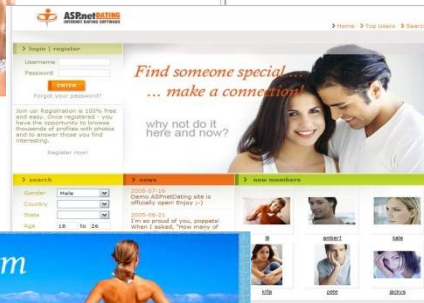 ASPnetDATING
INTERNET DATING SOFTWARE
Home Top Users Search
login | register
Username
Password
ENTER
Forgot your password?
Join us! Registration is 100% free
and easy. Once registered - you
have the opportunity to browse
thousands of profiles with photos
and to answer those you find
interesting.
Register now!
Find someone special ...
... make a connection!
why not do it
here and now?
search
Gender Male
Country
State
Age 18 to 26
news
2005-07-16
Demo ASPnetDating site is
officially open! Enjoy ;-)
2005-06-21
I'm so proud of you, poppets!
When I asked, "How many of
new members
amber1
kate
kifla
pete
jackys
m